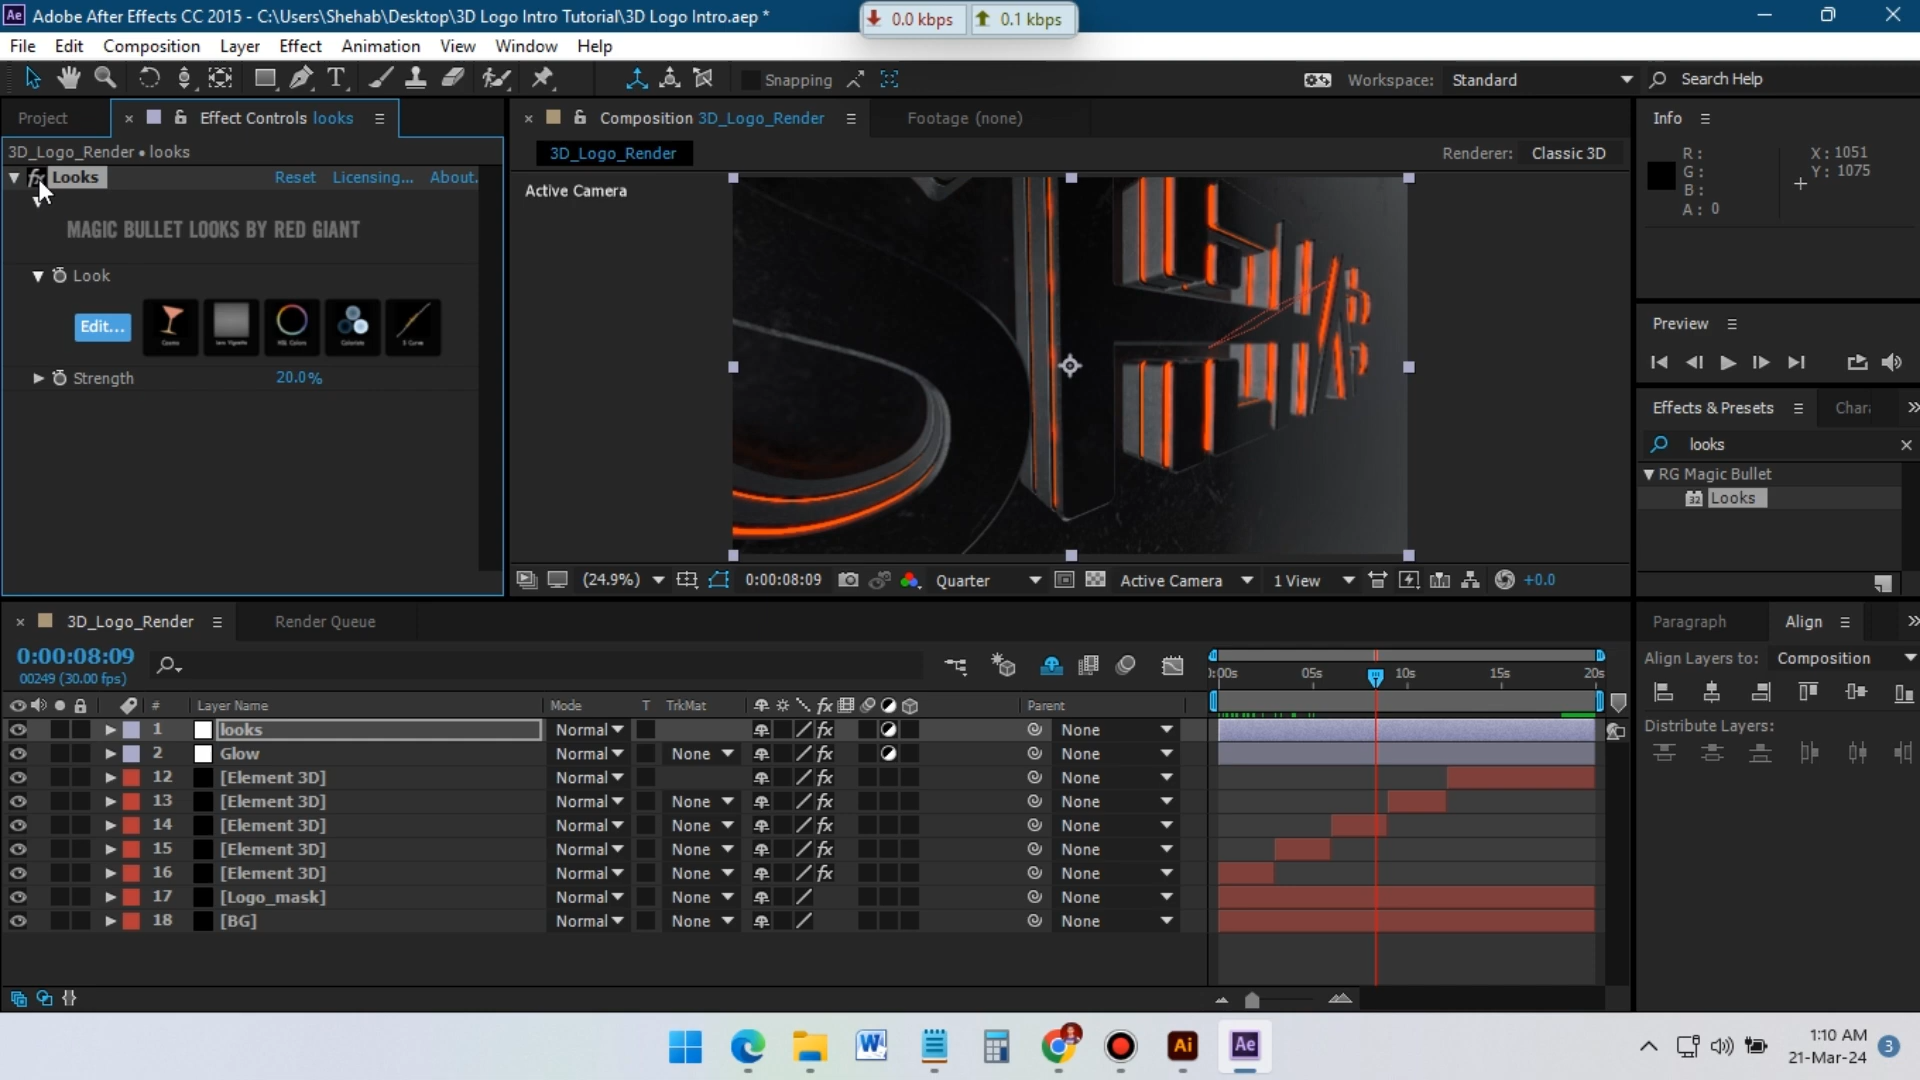 Adobe After Effects CC 2015 - C:\Users\Shehab\Desktop\3D Logo Intro Tutorial\3D Logo Intro.aep *
0.0 kbps
0.1 kbps
File Edit Composition Layer Effect Animation View Window Help
Snapping
Workspace: Standard
Search Help
Project
Effect Controls looks
3D_Logo_Render • looks
Looks
Reset Licensing... About.
MAGIC BULLET LOOKS BY RED GIANT
Look
Edit...
Strength
20.0%
Composition 3D_Logo_Render
Footage (none)
3D_Logo_Render
Renderer: Classic 3D
Active Camera
(24.9%)
0:00:08:09
Quarter
Active Camera
1 View
+0.0
Info
R:
G:
B:
A: 0
X: 1051
Y: 1075
Preview
Effects & Presets
looks
RG Magic Bullet
32 Looks
3D_Logo_Render
Render Queue
0:00:08:09
00249 (30.00 fps)
# Layer Name Mode T TrkMat Parent
1 looks Normal None
2 Glow Normal None None
12 [Element 3D] Normal None
13 [Element 3D] Normal None None
14 [Element 3D] Normal None None
15 [Element 3D] Normal None None
16 [Element 3D] Normal None None
17 [Logo_mask] Normal None None
18 [BG] Normal None None
05s 10s 15s 20s
Paragraph
Align
Align Layers to: Composition
Distribute Layers:
1:10 AM
21-Mar-24
3